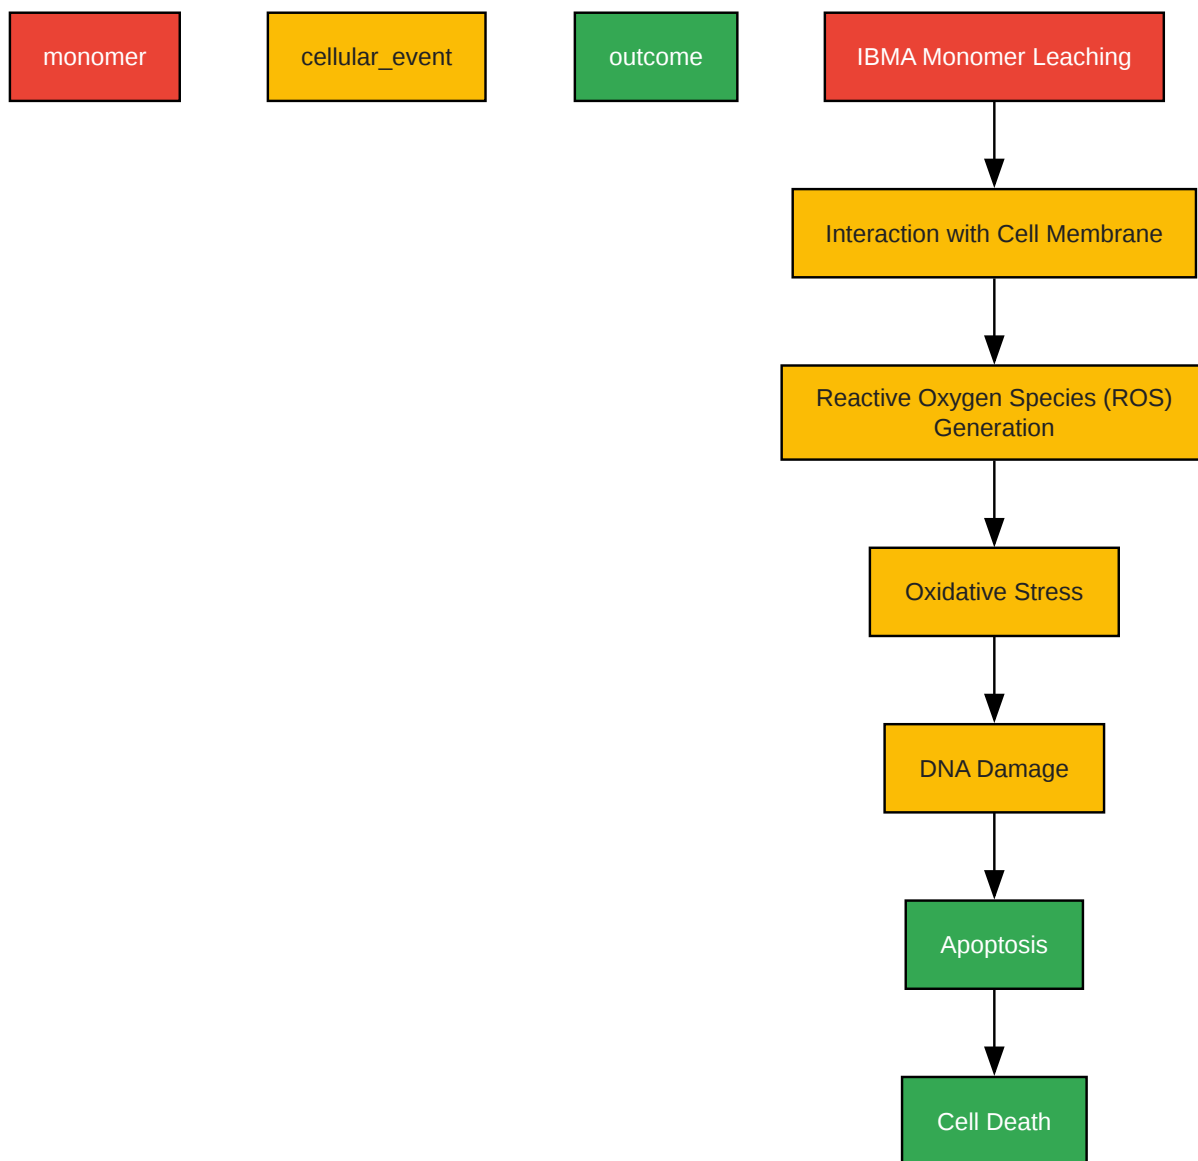 monomer
cellular_event
outcome
IBMA Monomer Leaching
Interaction with Cell Membrane
Reactive Oxygen Species (ROS)
Generation
Oxidative Stress
DNA Damage
Apoptosis
Cell Death